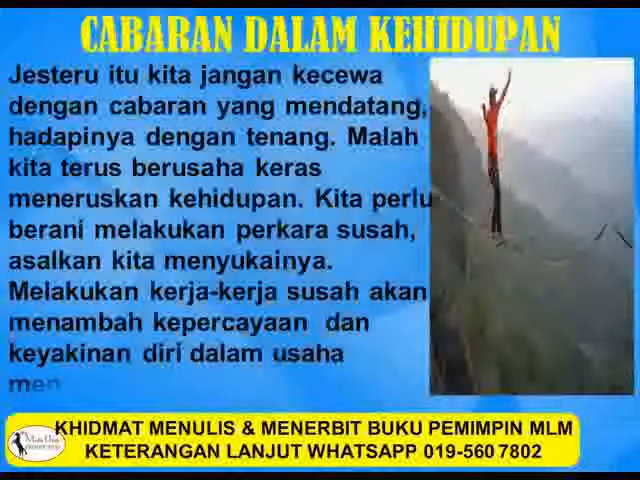 CABARAN DALAM KEHIDUPAN
Jesteru itu kita jangan kecewa
dengan cabaran yang mendatang,
hadapinya dengan tenang. Malah
kita terus berusaha keras
meneruskan kehidupan. Kita perlu
berani melakukan perkara susah,
asalkan kita menyukainya.
Melakukan kerja-kerja susah akan
menambah kepercayaan dan
keyakinan diri dalam usaha
men
KHIDMAT MENULIS & MENERBIT BUKU PEMIMPIN MLM
KETERANGAN LANJUT WHATSAPP 019-560 7802